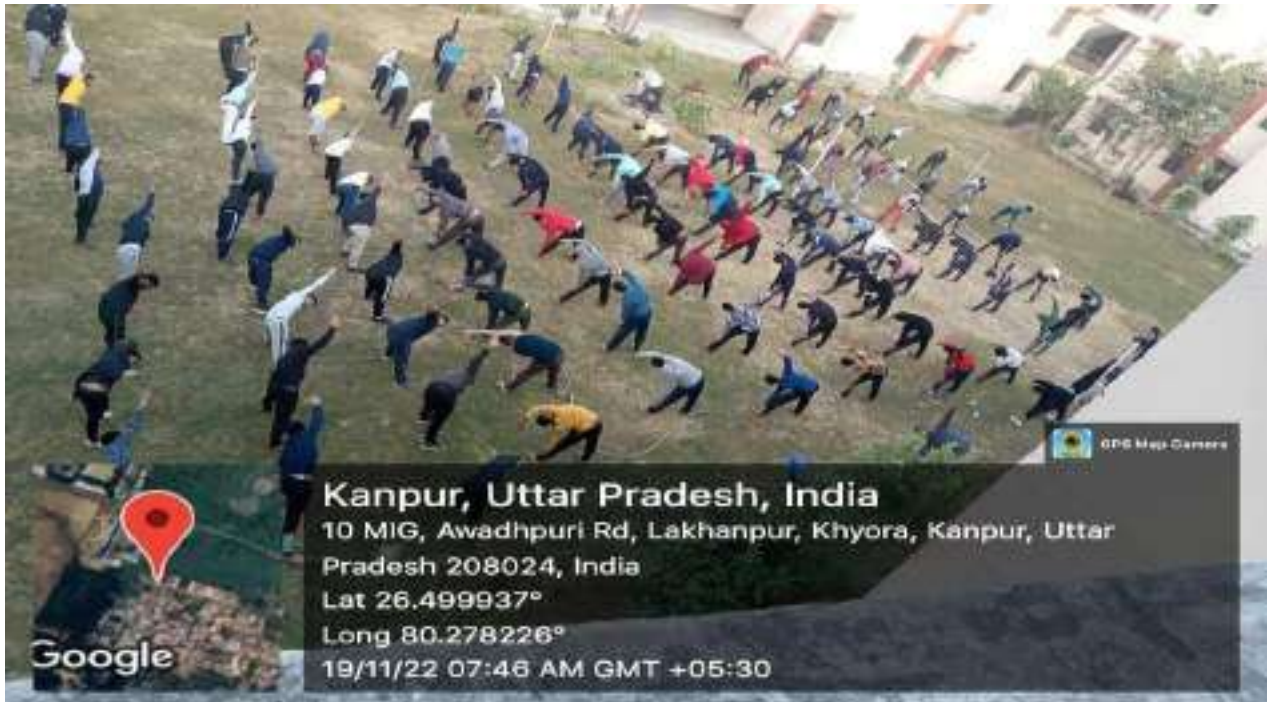 GPS Map Camera
Kanpur, Uttar Pradesh, India
10 MIG, Awadhpuri Rd, Lakhanpur, Khyora, Kanpur, Uttar
Pradesh 208024, India
Lat 26.499937°
Long 80.278226°
19/11/22 07:46 AM GMT +05:30
Google